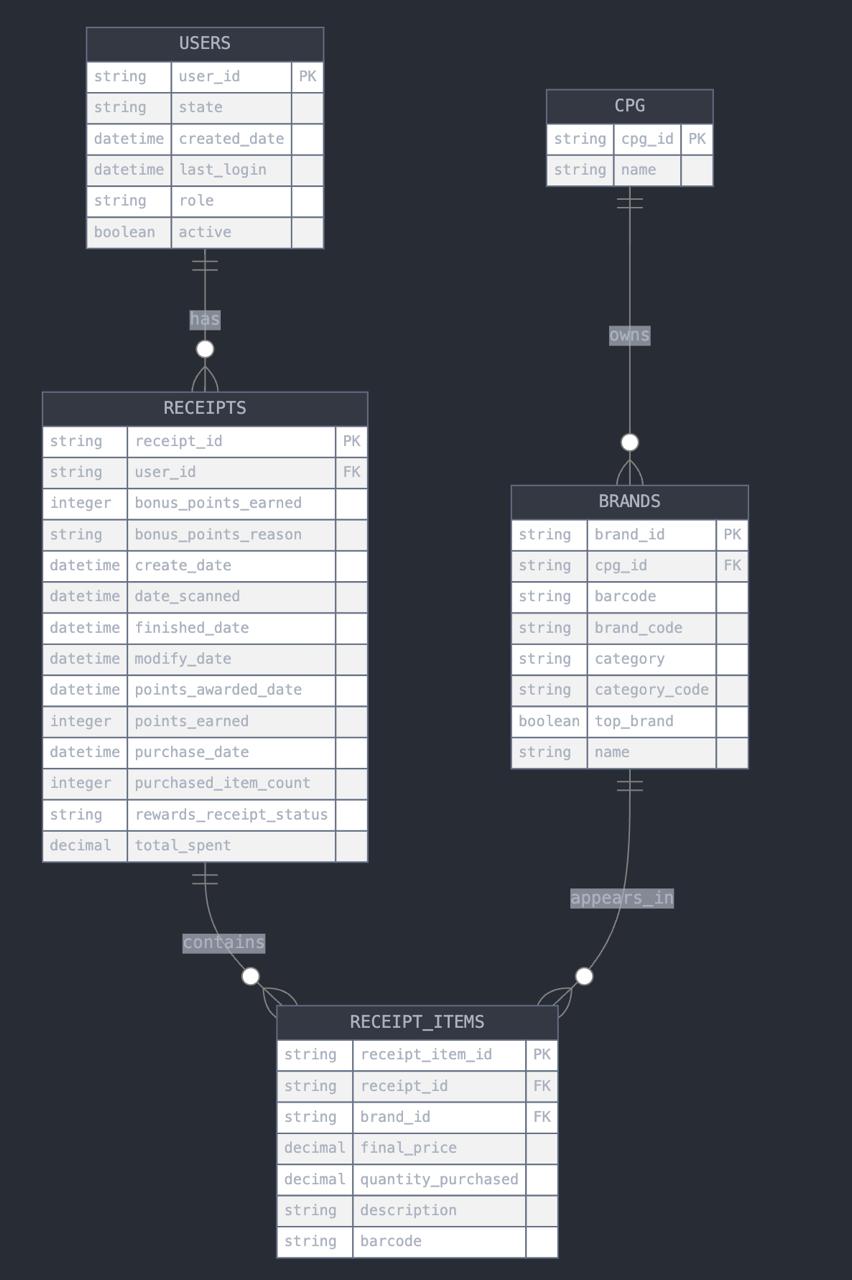 USERS
string user_id PK
string state
datetime created_date
datetime last_login
string role
boolean active
CPG
string cpg_id PK
string name
has
owns
RECEIPTS
string receipt_id PK
string user_id FK
integer bonus_points_earned
string bonus_points_reason
datetime create_date
datetime date_scanned
datetime finished_date
datetime modify_date
datetime points_awarded_date
integer points_earned
datetime purchase_date
integer purchased_item_count
string rewards_receipt_status
decimal total_spent
BRANDS
string brand_id PK
string cpg_id FK
string barcode
string brand_code
string category
string category_code
boolean top_brand
string name
contains
appears_in
RECEIPT_ITEMS
string receipt_item_id PK
string receipt_id FK
string brand_id FK
decimal final_price
decimal quantity_purchased
string description
string barcode